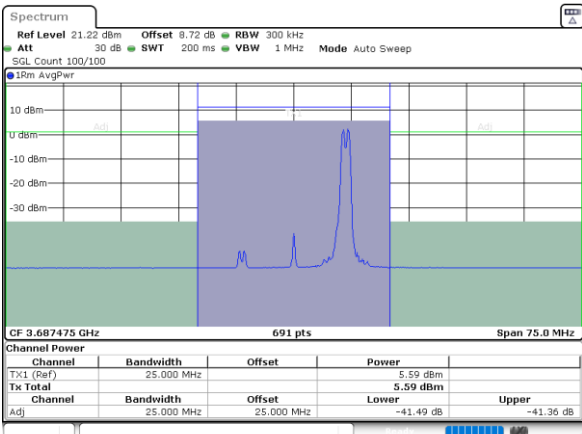 Spectrum
Ref Level 21.22 dBm Offset 8.72 dB RBW 300 kHz
Att 30 dB SWT 200 ms VBW 1 MHz Mode Auto Sweep
SGL Count 100/100
1Rm AvgPwr
10 dBm
Adj Adj
0 dBm
-10 dBm
-20 dBm
-30 dBm
CF 3.687475 GHz 691 pts Span 75.0 MHz
Channel Power
Channel Bandwidth Offset Power
TX1 (Ref) 25.000 MHz 5.59 dBm
Tx Total 5.59 dBm
Channel Bandwidth Offset Lower Upper
Adj 25.000 MHz 25.000 MHz -41.49 dB -41.36 dB